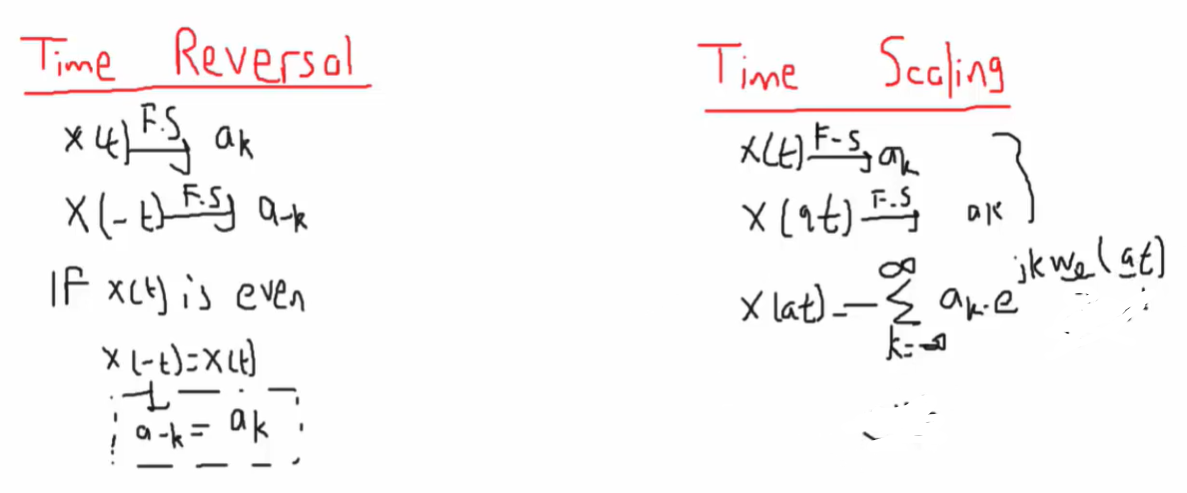 Time Reversal
x(t) F.S → ak
x(-t) F.S → a-k
If x(t) is even
x(-t)=x(t)
↓
a-k = ak
Time Scaling
x(t) F-S → ak
x(at) F.S → ak
x(at) = ∑ k=-∞ ∞ ak.e^jkwo(at)